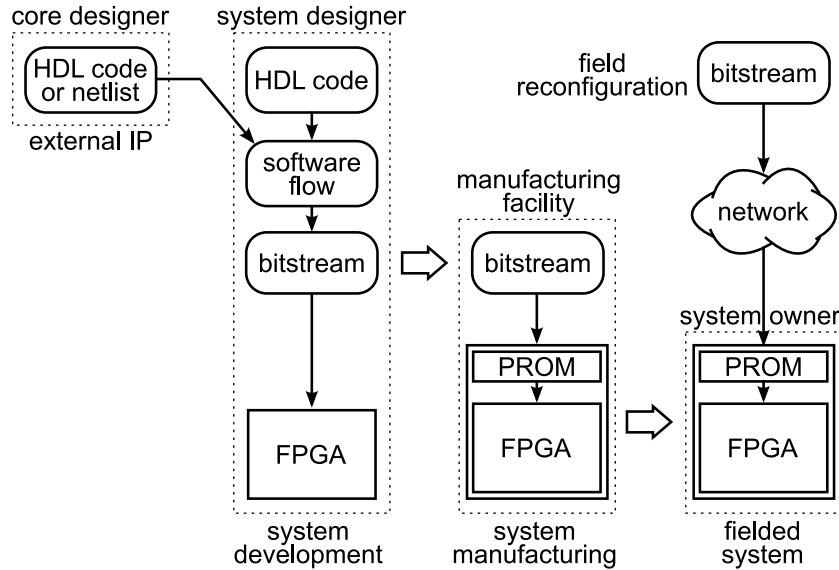 core designer
HDL code
or netlist
external IP
system designer
HDL code
software
flow
bitstream
FPGA
system
development
manufacturing
facility
bitstream
PROM
FPGA
system
manufacturing
field
reconfiguration
bitstream
network
system owner
PROM
FPGA
fielded
system